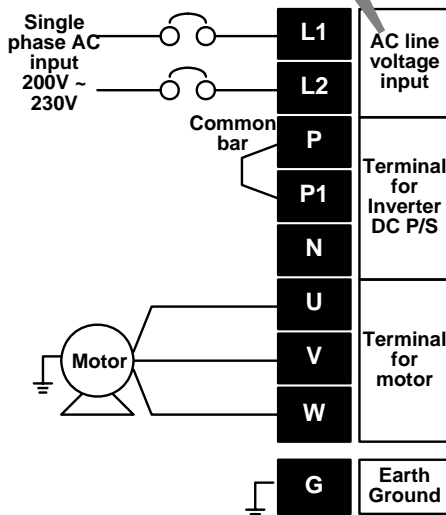 Single
phase AC
input
200V ~
230V
L1
L2
AC line
voltage
input
Common
bar
P
P1
N
Terminal
for
Inverter
DC P/S
Motor
U
V
W
Terminal
for
motor
G
Earth
Ground